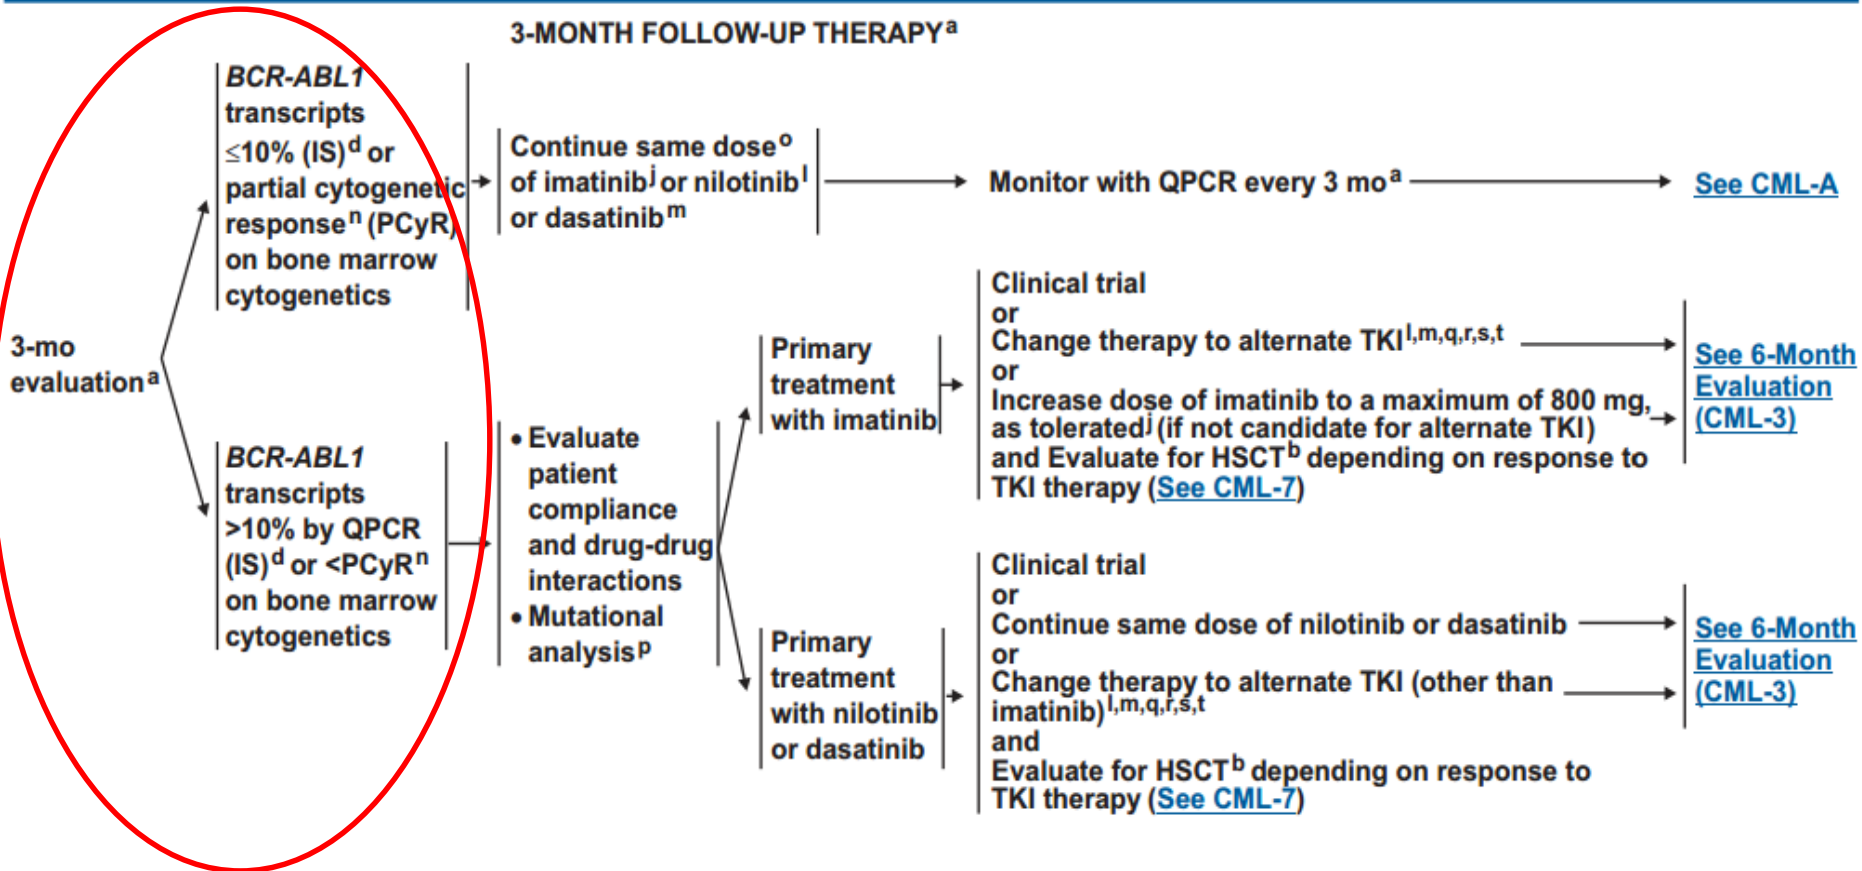 3-MONTH FOLLOW-UP THERAPYa
3-mo
evaluationa
BCR-ABL1
transcripts
≤10% (IS)d or
partial cytogenetic
responsen (PCyR)
on bone marrow
cytogenetics
Continue same doseo
of imatinibj or nilotinibl
or dasatinibm
Monitor with QPCR every 3 moa
See CML-A
BCR-ABL1
transcripts
>10% by QPCR
(IS)d or <PCyRn
on bone marrow
cytogenetics
• Evaluate
patient
compliance
and drug-drug
interactions
• Mutational
analysisp
Primary
treatment
with imatinib
Clinical trial
or
Change therapy to alternate TKIl,m,q,r,s,t
or
Increase dose of imatinib to a maximum of 800 mg,
as toleratedj (if not candidate for alternate TKI)
and Evaluate for HSCTb depending on response to
TKI therapy (See CML-7)
See 6-Month
Evaluation
(CML-3)
Primary
treatment
with nilotinib
or dasatinib
Clinical trial
or
Continue same dose of nilotinib or dasatinib
or
Change therapy to alternate TKI (other than
imatinib)l,m,q,r,s,t
and
Evaluate for HSCTb depending on response to
TKI therapy (See CML-7)
See 6-Month
Evaluation
(CML-3)